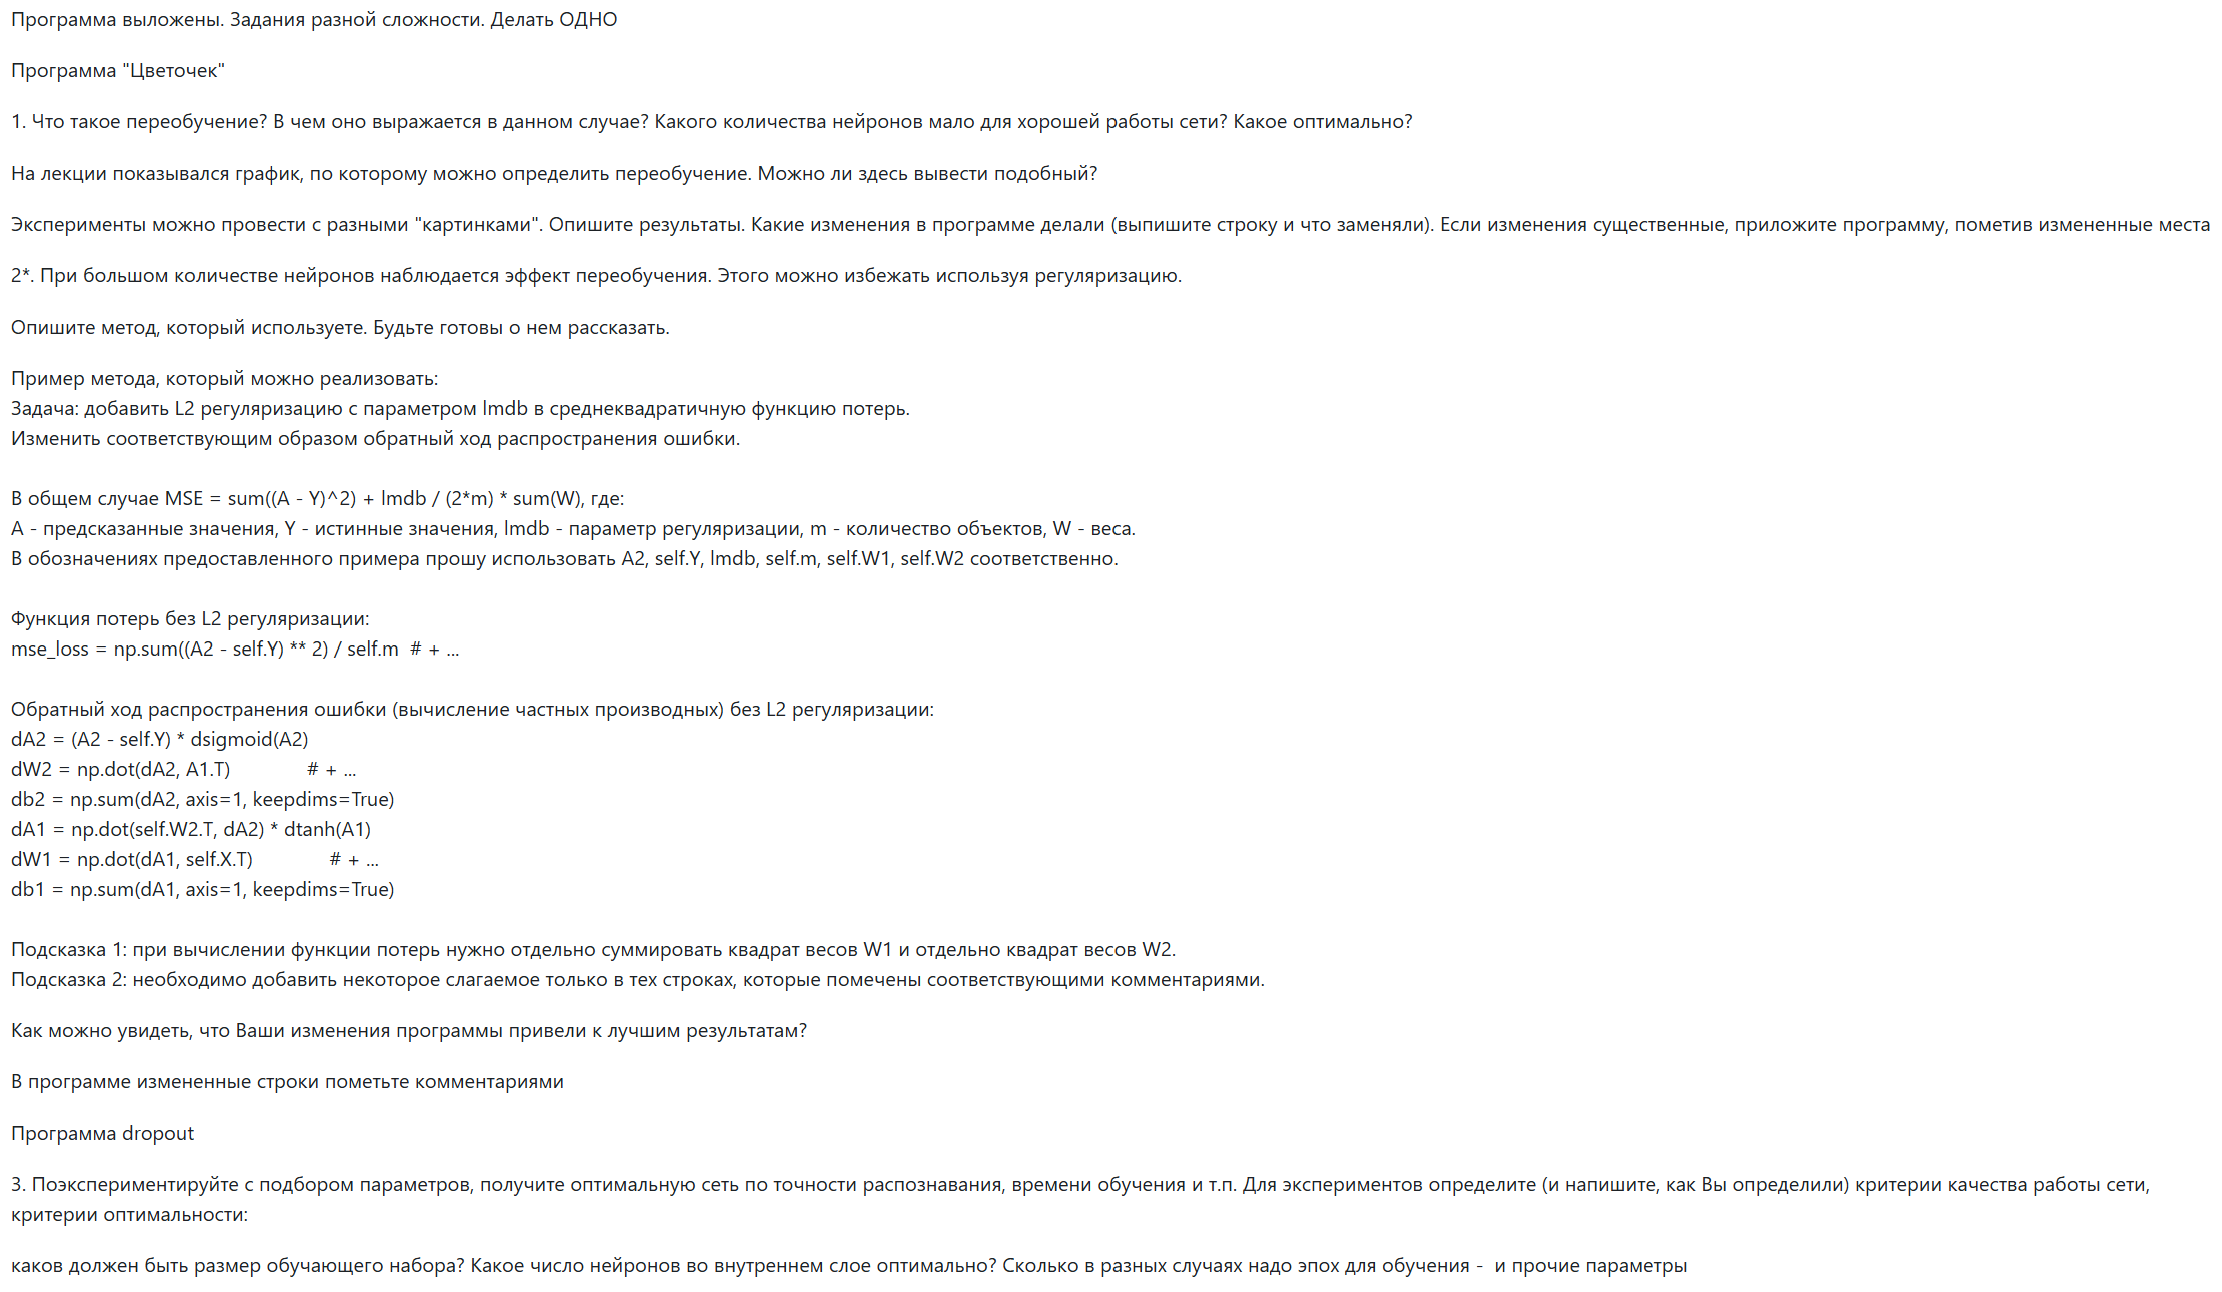 Программа выложены. Задания разной сложности. Делать ОДНО
Программа "Цветочек"
1. Что такое переобучение? В чем оно выражается в данном случае? Какого количества нейронов мало для хорошей работы сети? Какое оптимально?
На лекции показывался график, по которому можно определить переобучение. Можно ли здесь вывести подобный?
Эксперименты можно провести с разными "картинками". Опишите результаты. Какие изменения в программе делали (выпишите строку и что заменяли). Если изменения существенные, приложите программу, пометив измененные места
2*. При большом количестве нейронов наблюдается эффект переобучения. Этого можно избежать используя регуляризацию.
Опишите метод, который используете. Будьте готовы о нем рассказать.
Пример метода, который можно реализовать:
Задача: добавить L2 регуляризацию с параметром lmdb в среднеквадратичную функцию потерь.
Изменить соответствующим образом обратный ход распространения ошибки.
В общем случае MSE = sum((A - Y)^2) + lmdb / (2*m) * sum(W), где:
A - предсказанные значения, Y - истинные значения, lmdb - параметр регуляризации, m - количество объектов, W - веса.
В обозначениях предоставленного примера прошу использовать A2, self.Y, lmdb, self.m, self.W1, self.W2 соответственно.
Функция потерь без L2 регуляризации:
mse_loss = np.sum((A2 - self.Y) ** 2) / self.m  # + ...
Обратный ход распространения ошибки (вычисление частных производных) без L2 регуляризации:
dA2 = (A2 - self.Y) * dsigmoid(A2)
dW2 = np.dot(dA2, A1.T)               # + ...
db2 = np.sum(dA2, axis=1, keepdims=True)
dA1 = np.dot(self.W2.T, dA2) * dtanh(A1)
dW1 = np.dot(dA1, self.X.T)               # + ...
db1 = np.sum(dA1, axis=1, keepdims=True)
Подсказка 1: при вычислении функции потерь нужно отдельно суммировать квадрат весов W1 и отдельно квадрат весов W2.
Подсказка 2: необходимо добавить некоторое слагаемое только в тех строках, которые помечены соответствующими комментариями.
Как можно увидеть, что Ваши изменения программы привели к лучшим результатам?
В программе измененные строки пометьте комментариями
Программа dropout
3. Поэкспериментируйте с подбором параметров, получите оптимальную сеть по точности распознавания, времени обучения и т.п. Для экспериментов определите (и напишите, как Вы определили) критерии качества работы сети,
критерии оптимальности:
каков должен быть размер обучающего набора? Какое число нейронов во внутреннем слое оптимально? Сколько в разных случаях надо эпох для обучения -  и прочие параметры